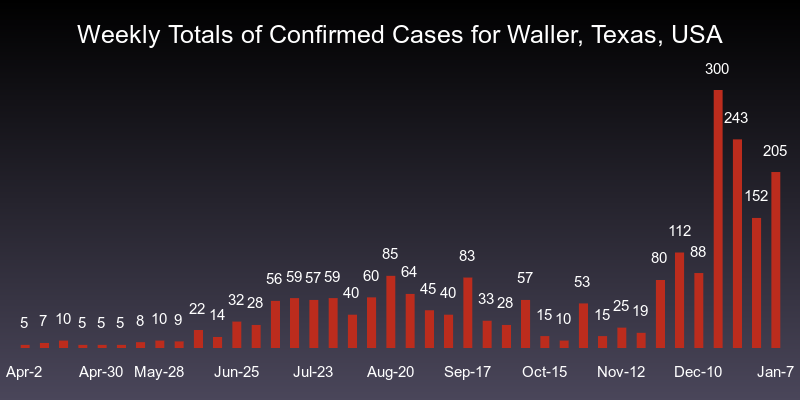 Weekly Totals of Confirmed Cases for Waller, Texas, USA
5 7 10 5 5 5 8 10 9 22 14 32 28 56 59 57 59 40 60 85 64 45 40 83 33 28 57 15 10 53 15 25 19 80 112 88 300 243 152 205
Apr-2 Apr-30 May-28 Jun-25 Jul-23 Aug-20 Sep-17 Oct-15 Nov-12 Dec-10 Jan-7